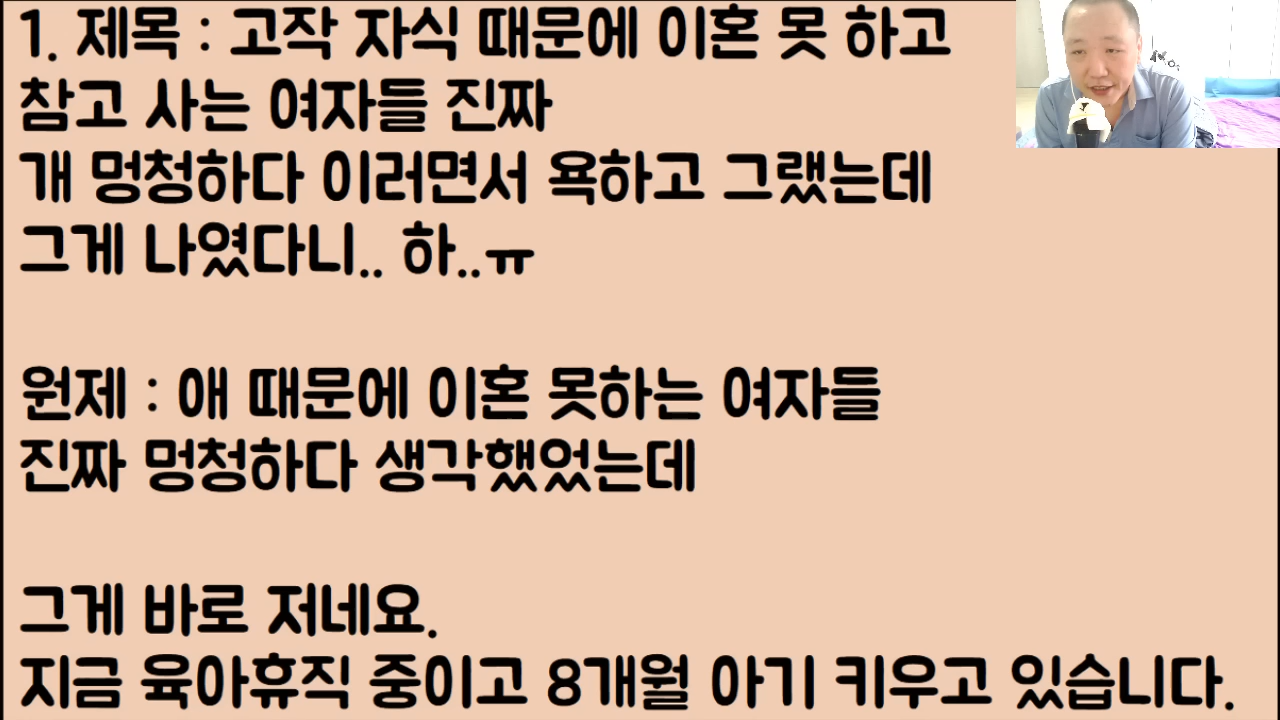 1. 제목 : 고작 자식 때문에 이혼 못 하고
참고 사는 여자들 진짜
개 멍청하다 이러면서 욕하고 그랬는데
그게 나였다니.. 하..ㅠ
원제 : 애 때문에 이혼 못하는 여자들
진짜 멍청하다 생각했었는데
그게 바로 저네요.
지금 육아휴직 중이고 8개월 아기 키우고 있습니다.